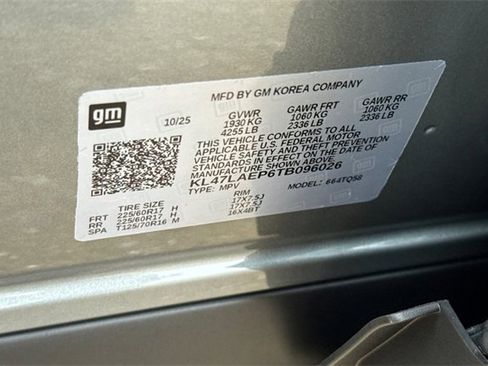 MFD BY GM KOREA COMPANY
gm
10/25 GVWR GAWR FRT GAWR RR
1930 KG 1060 KG 1060 KG
4255 LB 2336 LB 2336 LB
THIS VEHICLE CONFORMS TO ALL
APPLICABLE U.S. FEDERAL MOTOR
VEHICLE SAFETY AND THEFT PREVENTION
STANDARDS IN EFFECT ON THE DATE OF
MANUFACTURE SHOWN ABOVE.
KL47LAEP6TB096026
TYPE: MPV MODEL: 664TQ58
TIRE SIZE RIM
FRT 225/60R17 H 17X7.5J
RR 225/60R17 H 17X7.5J
SPA T125/70R16 M 16X4BT